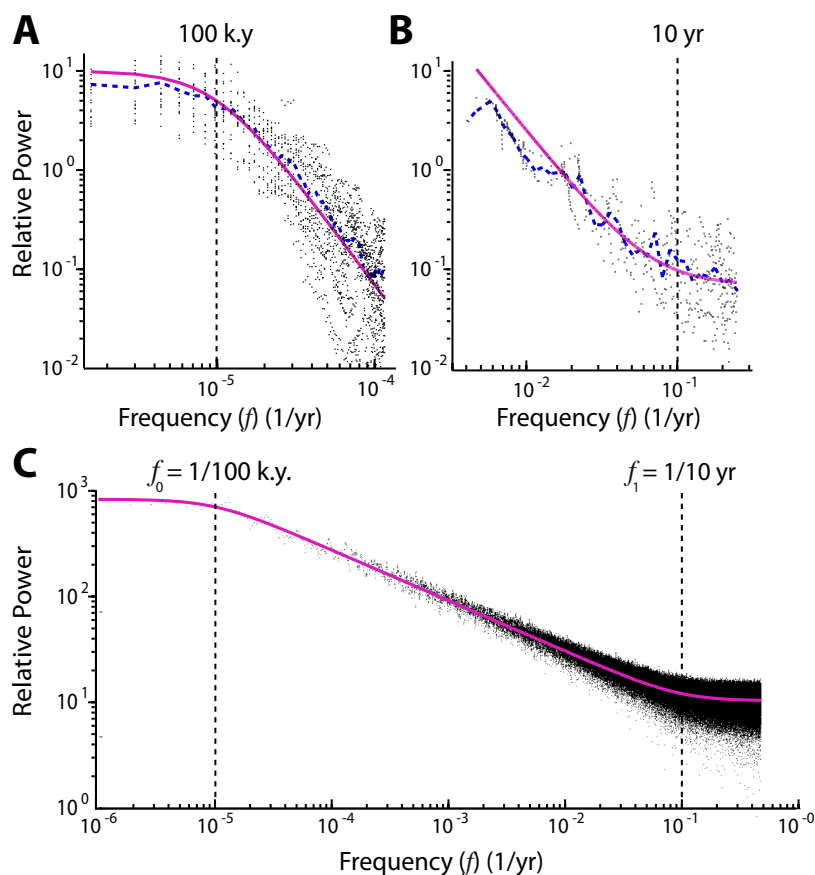 A
100 k.y
B
10 yr
10^1
10^0
10^-1
10^-2
Relative Power
10^-5
10^-4
Frequency (f) (1/yr)
10^1
10^0
10^-1
10^-2
10^-2
10^-1
Frequency (f) (1/yr)
C
f_0 = 1/100 k.y.
f_1 = 1/10 yr
10^3
10^2
10^1
10^0
Relative Power
10^-6
10^-5
10^-4
10^-3
10^-2
10^-1
10^-0
Frequency (f) (1/yr)